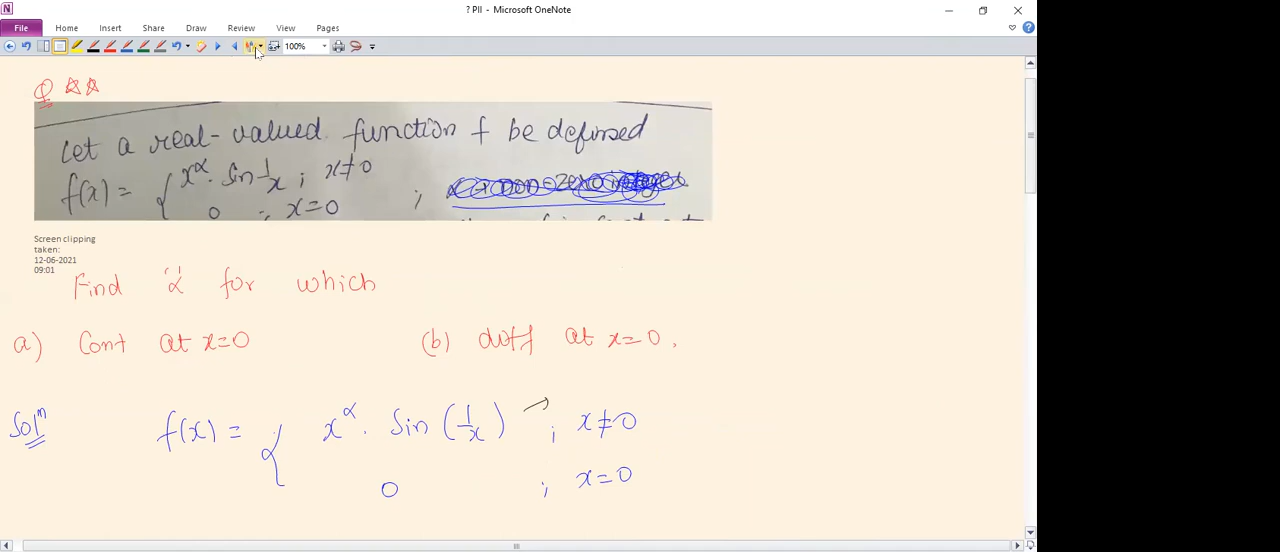 ? PII - Microsoft OneNote
File Home Insert Share Draw Review View Pages
100%
Q
Let a real-valued function f be definsed
f(x) = { x^α · Sin 1/x ; x≠0
0 ; x=0 ;
Screen clipping
taken:
12-06-2021
09:01
Find 'α' for which
a) Cont at x=0 (b) diff at x=0.
Solⁿ f(x) = { x^α · Sin (1/x) ; x≠0
0 ; x=0